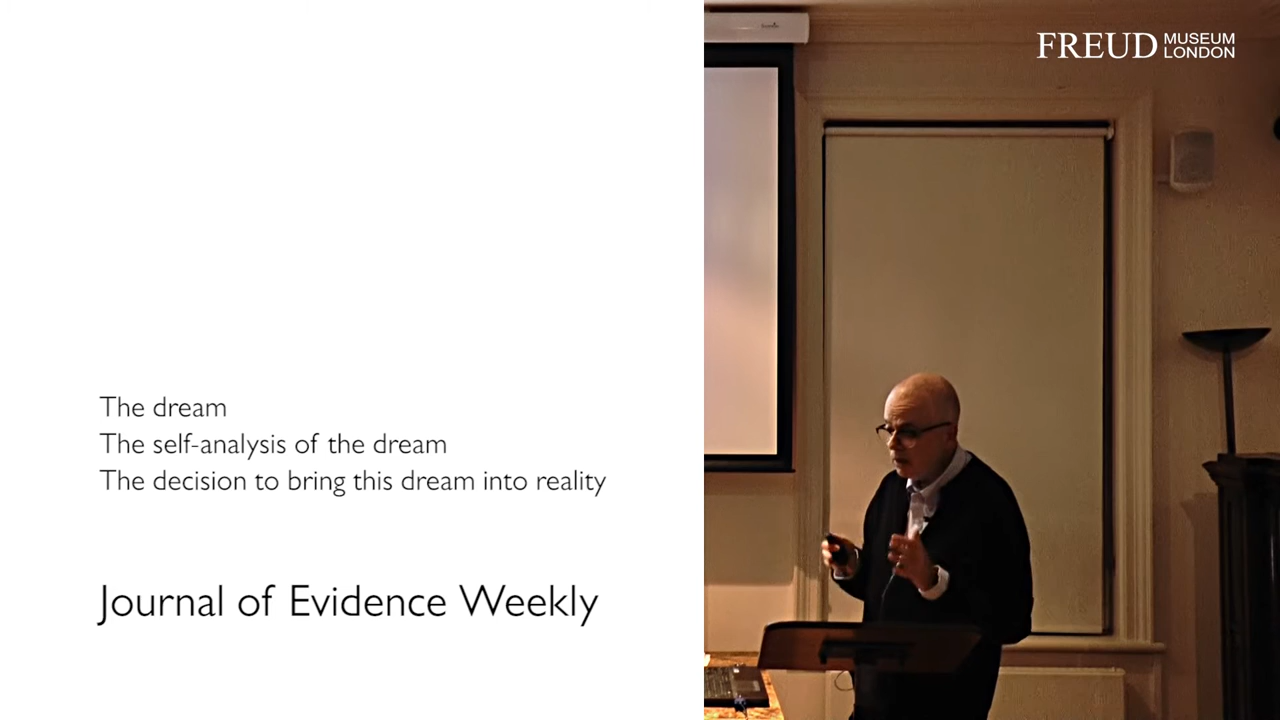 The dream
The self-analysis of the dream
The decision to bring this dream into reality
Journal of Evidence Weekly
FREUD MUSEUM LONDON